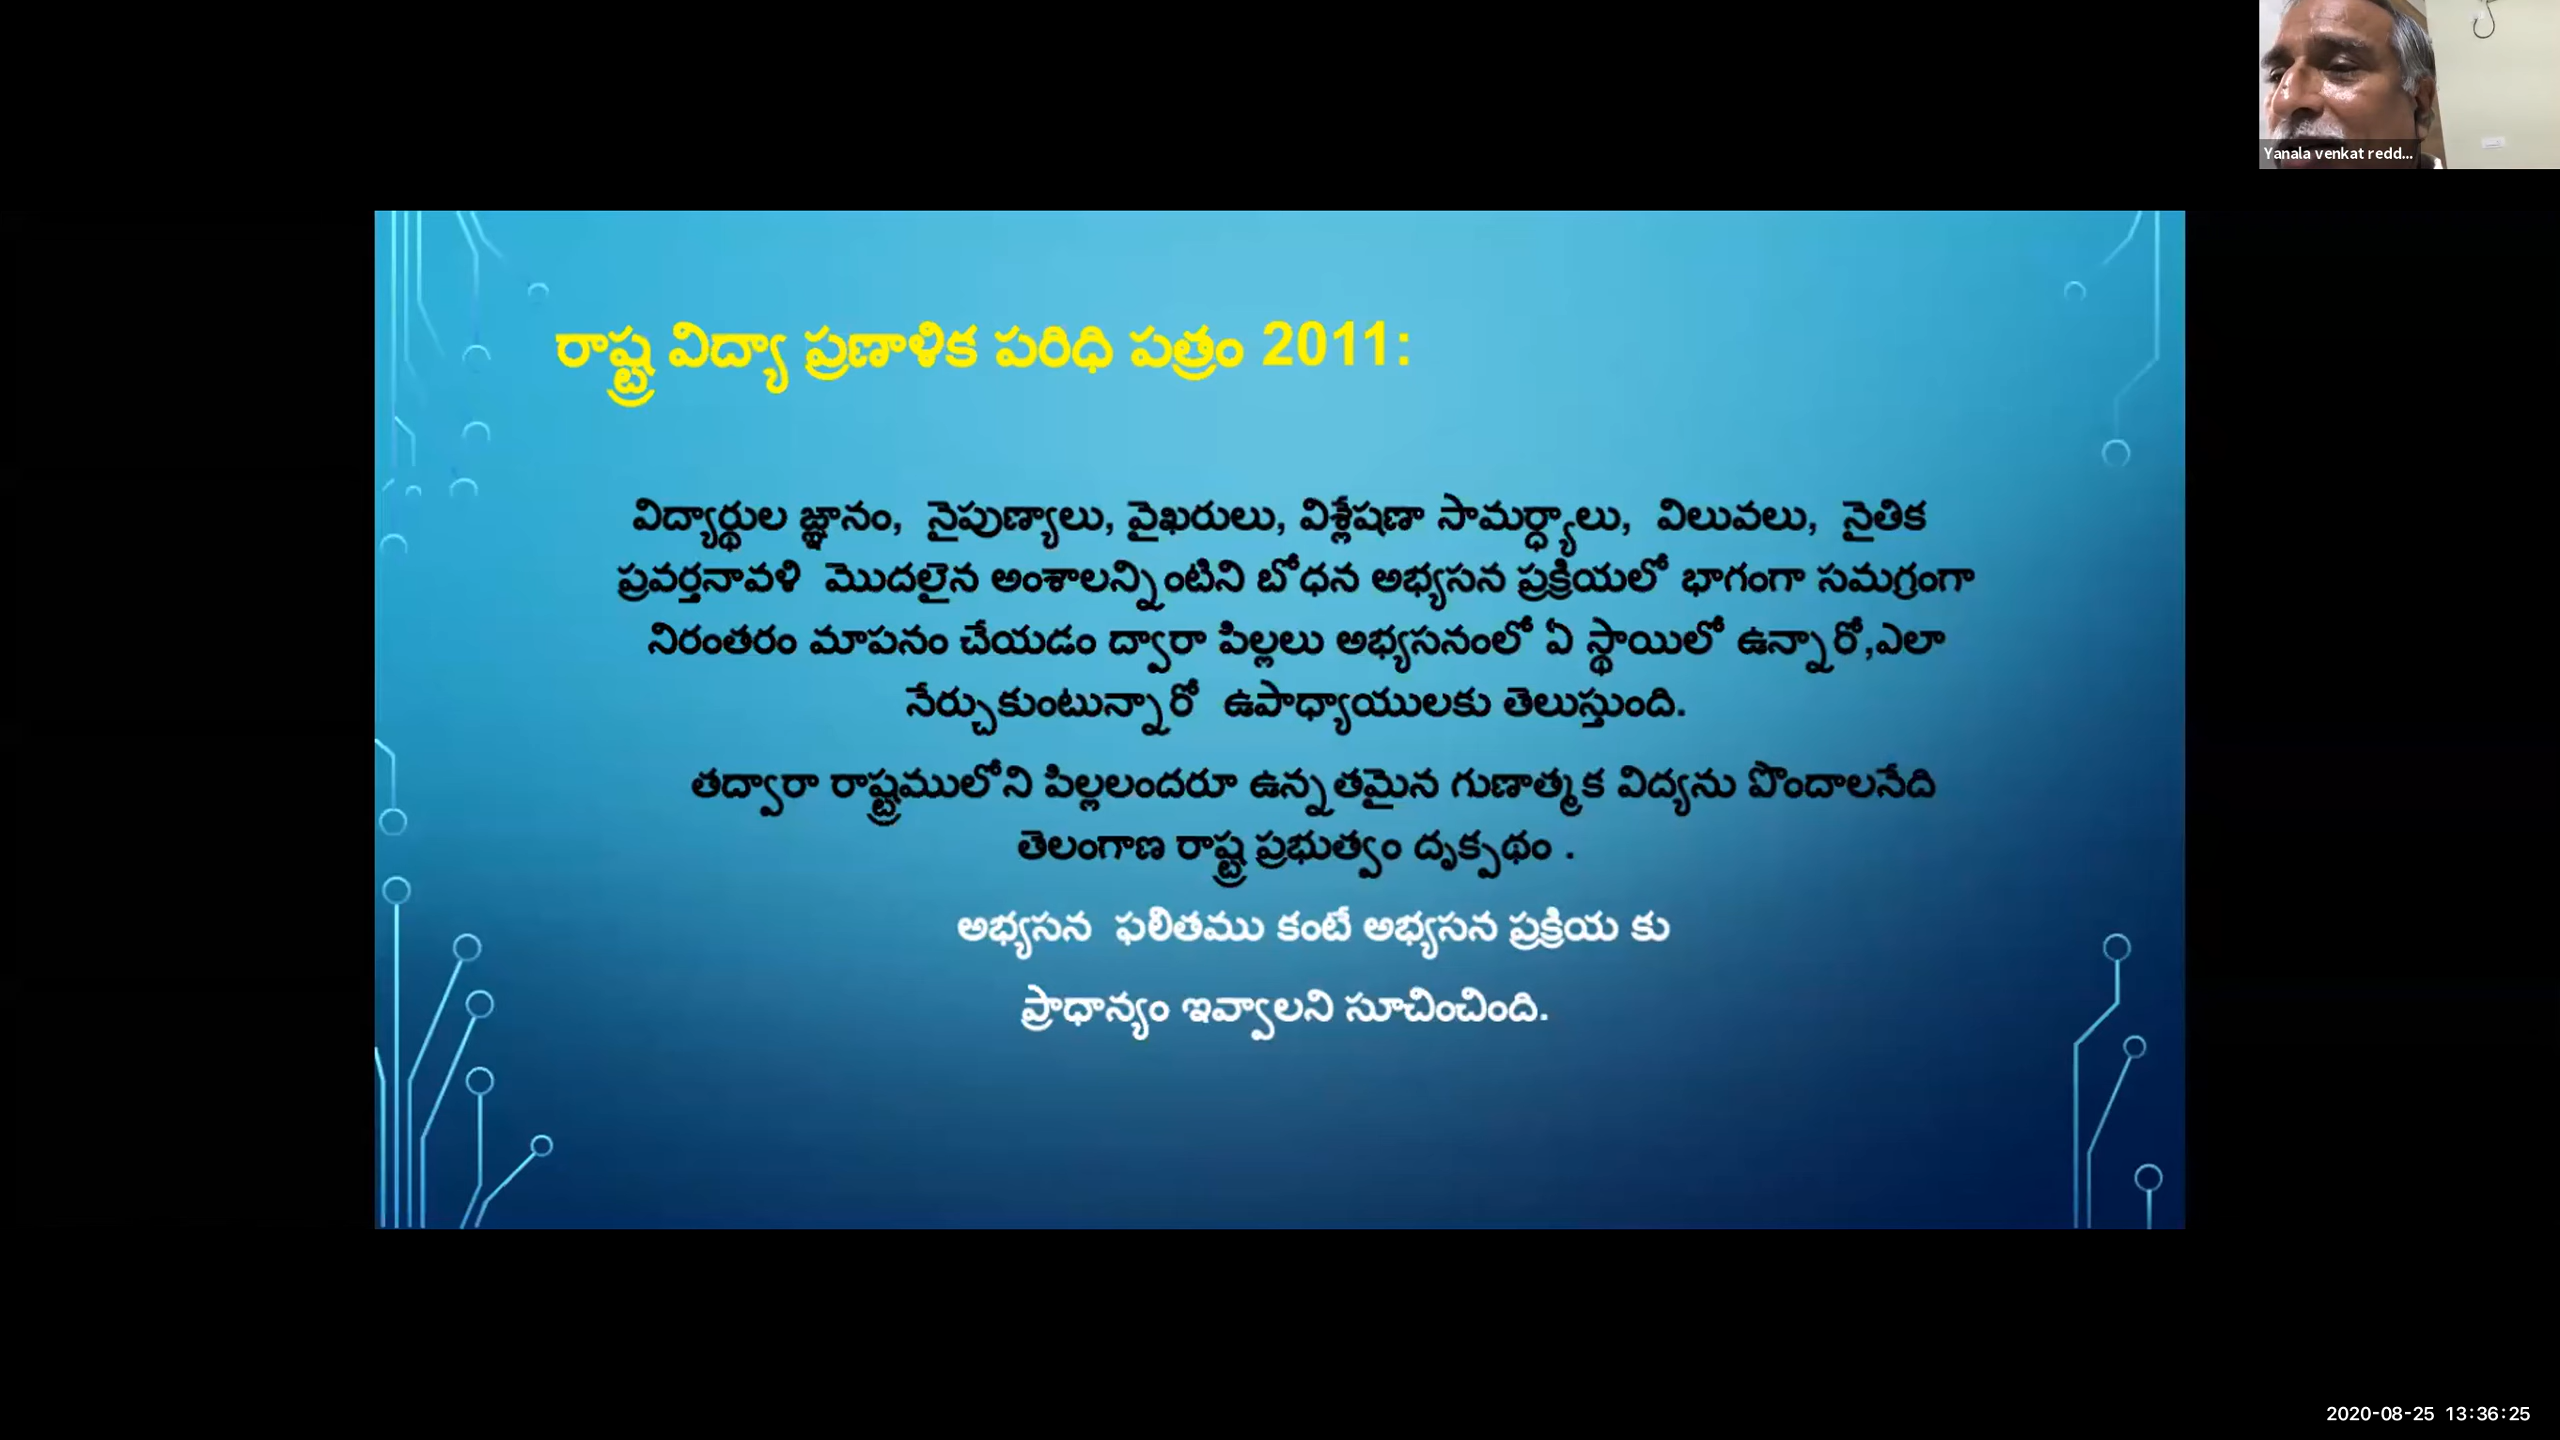 Yanala venkat redd...
రాష్ట్ర విద్యా ప్రణాళిక పరిధి పత్రం 2011:
విద్యార్థుల జ్ఞానం, నైపుణ్యాలు, వైఖరులు, విశ్లేషణా సామర్థ్యాలు, విలువలు, నైతిక
ప్రవర్తనావళి మొదలైన అంశాలన్నింటిని బోధన అభ్యసన ప్రక్రియలో భాగంగా సమగ్రంగా
నిరంతరం మాపనం చేయడం ద్వారా పిల్లలు అభ్యసనంలో ఏ స్థాయిలో ఉన్నారో,ఎలా
నేర్చుకుంటున్నారో ఉపాధ్యాయులకు తెలుస్తుంది.
తద్వారా రాష్ట్రములోని పిల్లలందరూ ఉన్నతమైన గుణాత్మక విద్యను పొందాలనేది
తెలంగాణ రాష్ట్ర ప్రభుత్వం దృక్పథం .
అభ్యసన ఫలితము కంటే అభ్యసన ప్రక్రియ కు
ప్రాధాన్యం ఇవ్వాలని సూచించింది.
2020-08-25 13:36:25